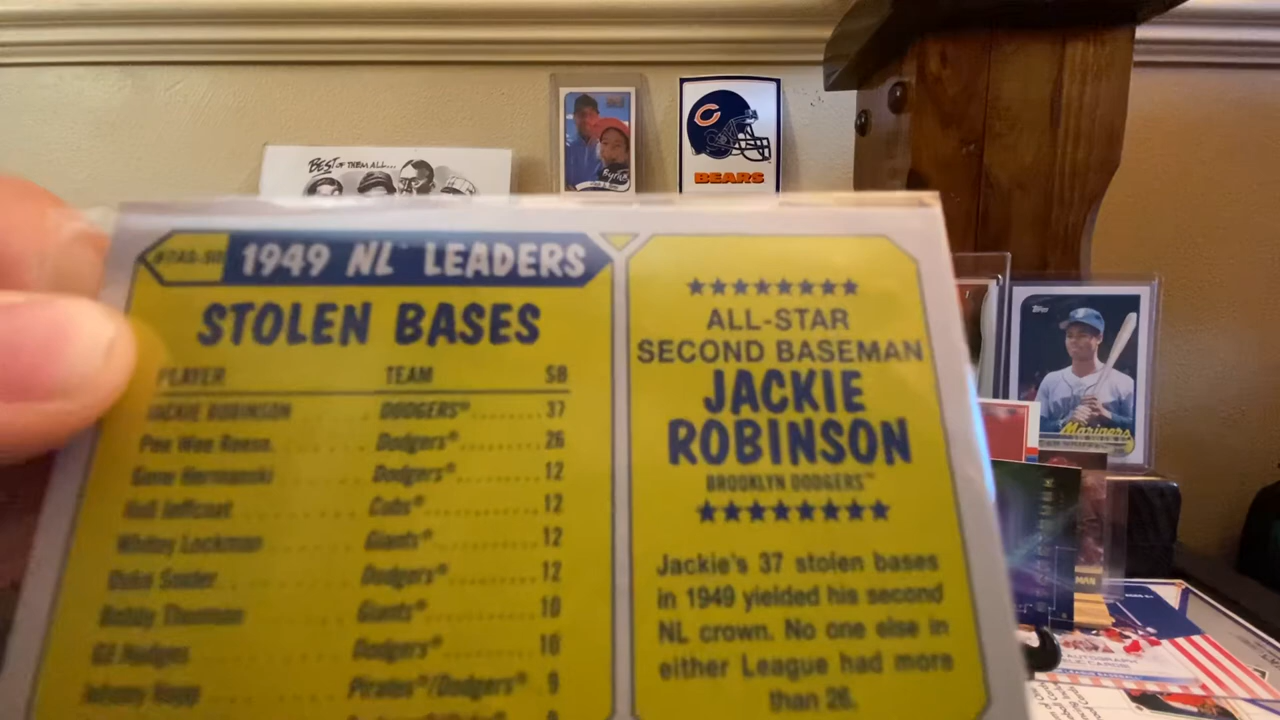 BEST OF THEM ALL...
BEARS
1949 NL LEADERS
STOLEN BASES
PLAYER TEAM SB
JACKIE ROBINSON DODGERS® 37
Pee Wee Reese Dodgers® 26
Gene Hermanski Dodgers® 12
Hal Jeffcoat Cubs® 12
Whitey Lockman Giants® 12
Duke Snider Dodgers® 12
Bobby Thomson Giants® 10
Gil Hodges Dodgers® 10
Johnny Hopp Pirates®/Dodgers® 9
ALL-STAR
SECOND BASEMAN
JACKIE
ROBINSON
BROOKLYN DODGERS™
Jackie's 37 stolen bases
in 1949 yielded his second
NL crown. No one else in
either League had more
than 26.
Topps
Mariners
MAN
AUTOGRAPH